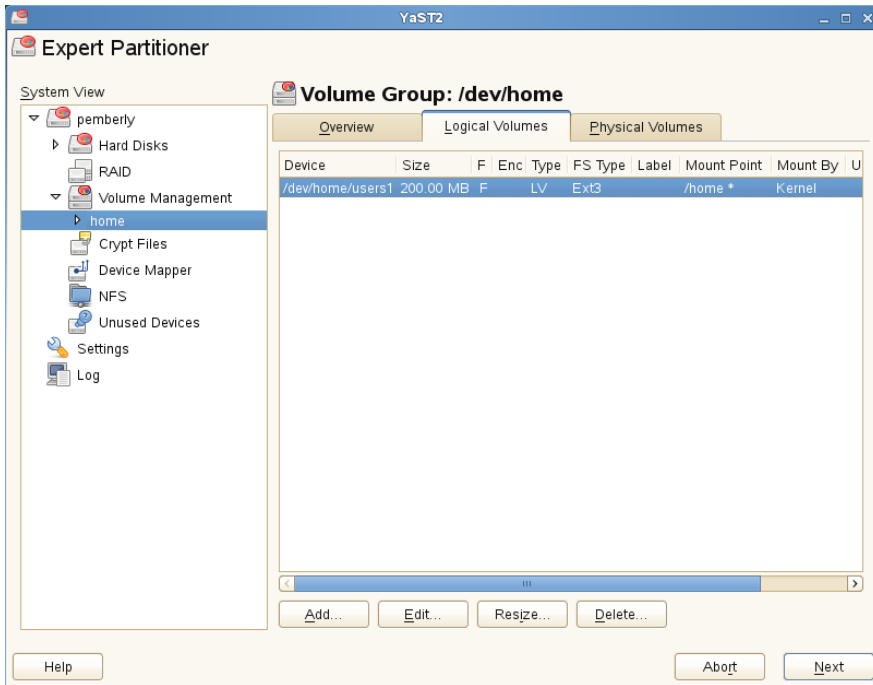 YaST2
Expert Partitioner
System View
pemberly
Hard Disks
RAID
Volume Management
home
Crypt Files
Device Mapper
NFS
Unused Devices
Settings
Log
Volume Group: /dev/home
Overview Logical Volumes Physical Volumes
Device Size F Enc Type FS Type Label Mount Point Mount By U
/dev/home/users1 200.00 MB F LV Ext3 /home * Kernel
Add... Edit... Resize... Delete...
Help Abort Next